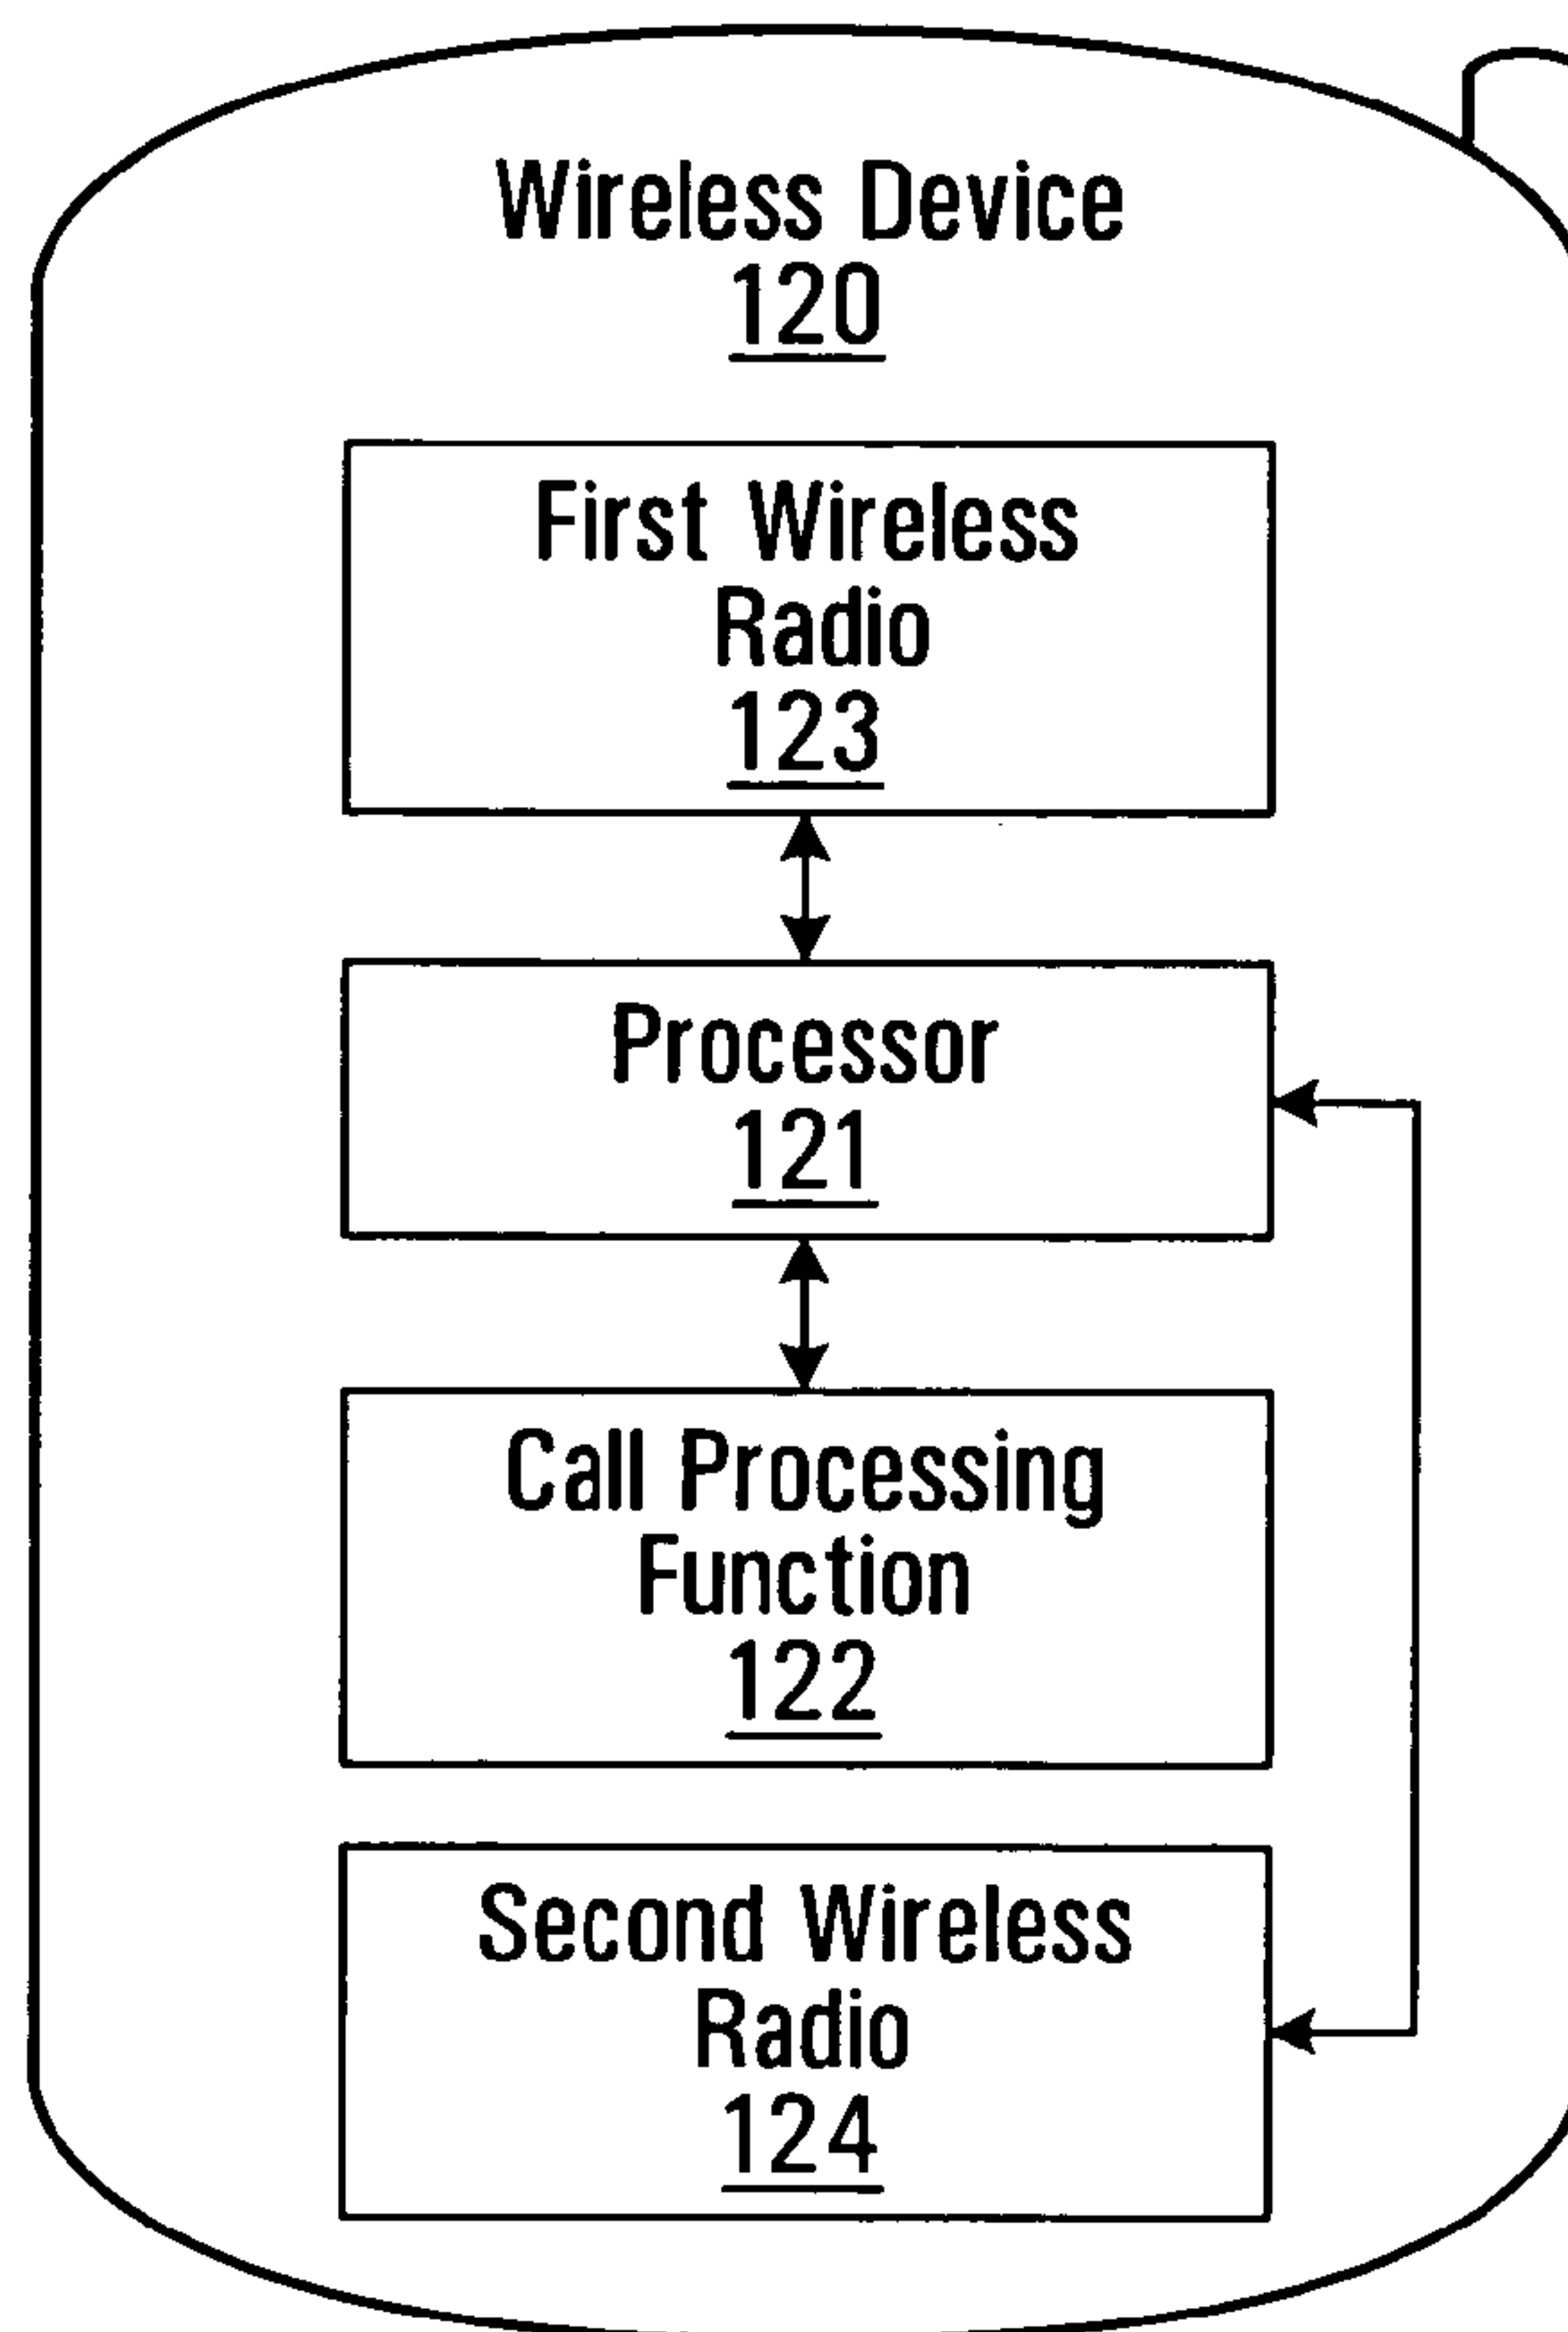 Wireless Device
120
First Wireless
Radio
123
Processor
121
Call Processing
Function
122
Second Wireless
Radio
124